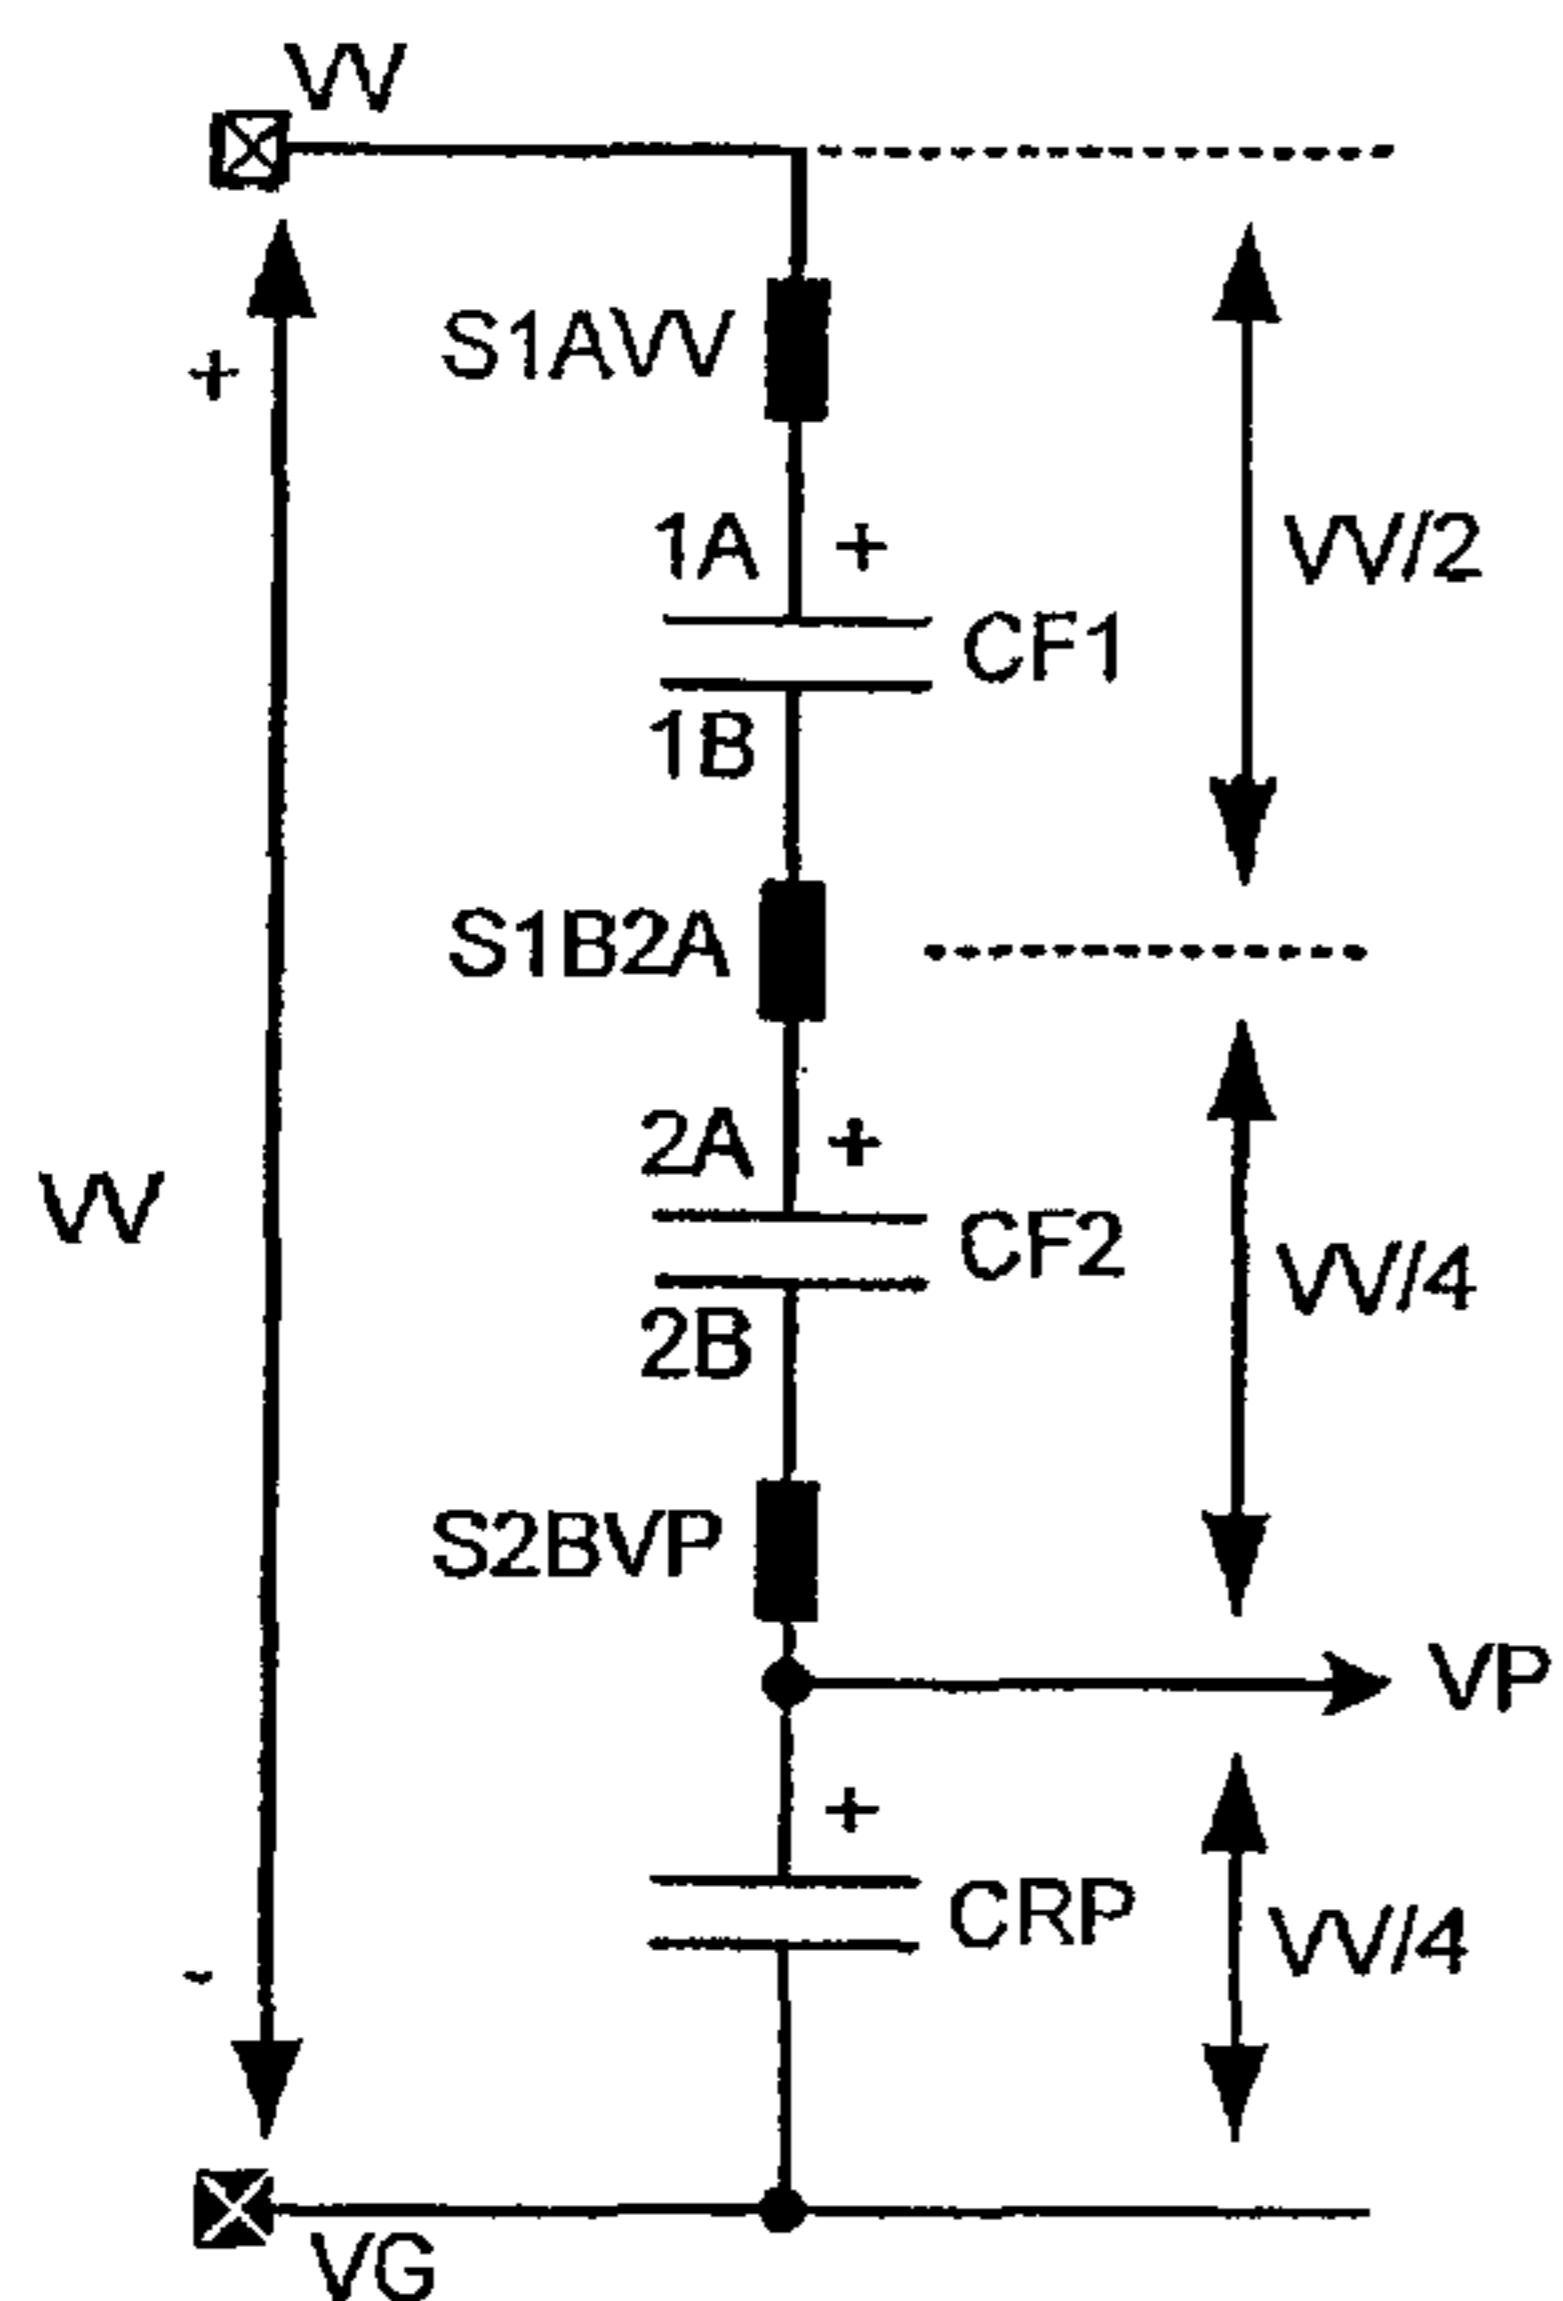 VV
+
S1AVV
1A +
VV/2
CF1
1B
S1B2A
2A +
VV
CF2
VV/4
2B
S2BVP
VP
+
CRP
VV/4
-
VG